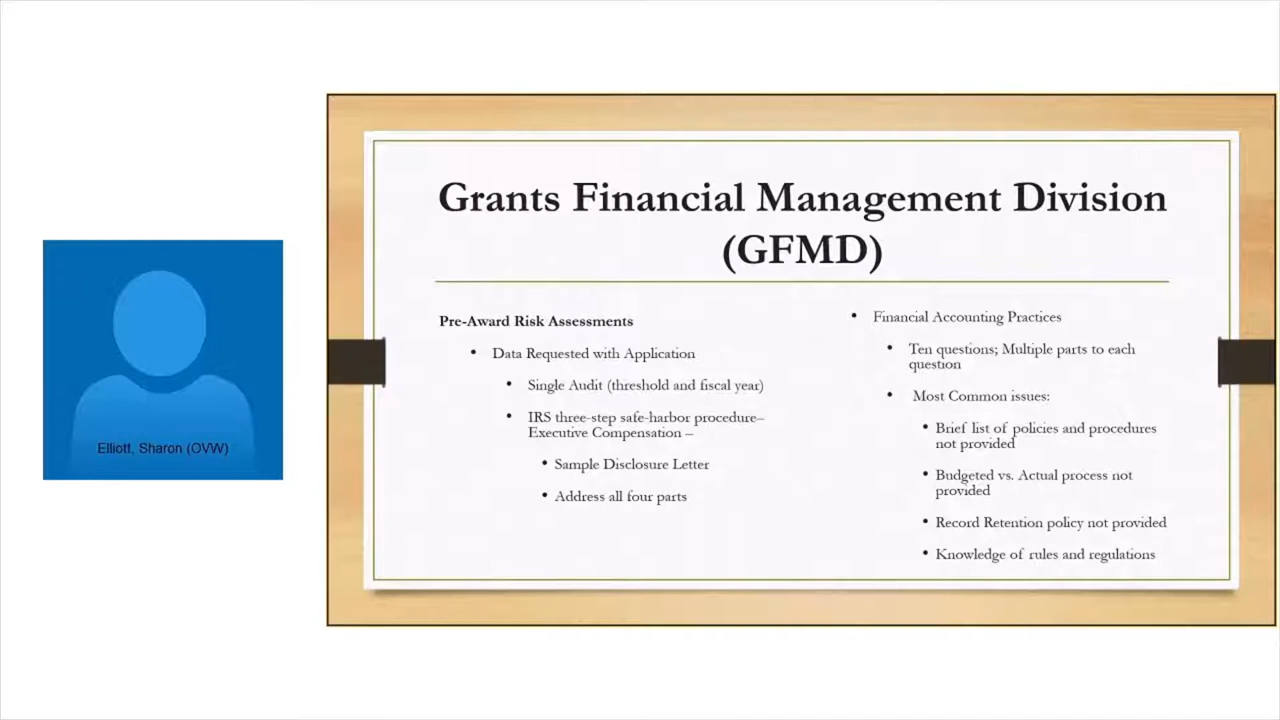 Elliott, Sharon (OVW)
Grants Financial Management Division
(GFMD)
Pre-Award Risk Assessments
• Data Requested with Application
• Single Audit (threshold and fiscal year)
• IRS three-step safe-harbor procedure–
Executive Compensation –
• Sample Disclosure Letter
• Address all four parts
• Financial Accounting Practices
• Ten questions; Multiple parts to each
question
• Most Common issues:
• Brief list of policies and procedures
not provided
• Budgeted vs. Actual process not
provided
• Record Retention policy not provided
• Knowledge of rules and regulations